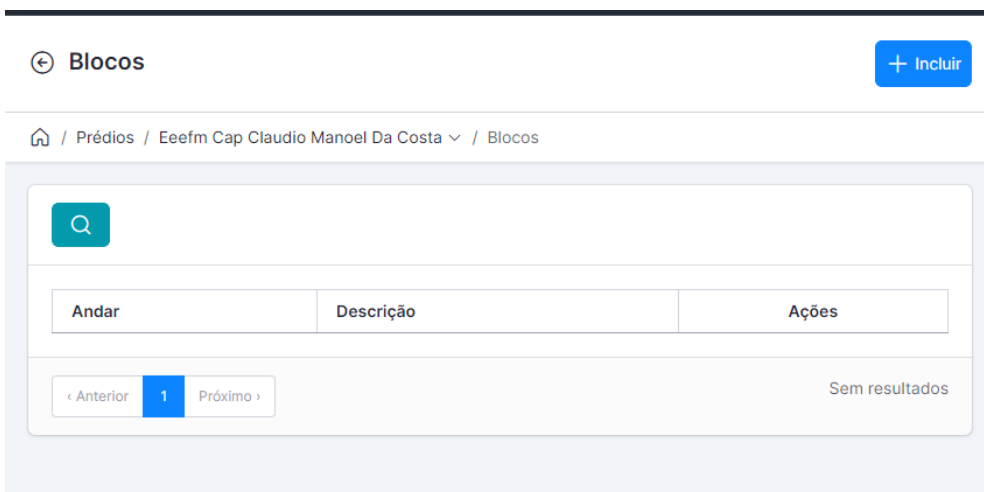 Blocos
Incluir
/ Prédios / Eeefm Cap Claudio Manoel Da Costa / Blocos
Andar Descrição Ações
‹ Anterior 1 Próximo ›
Sem resultados